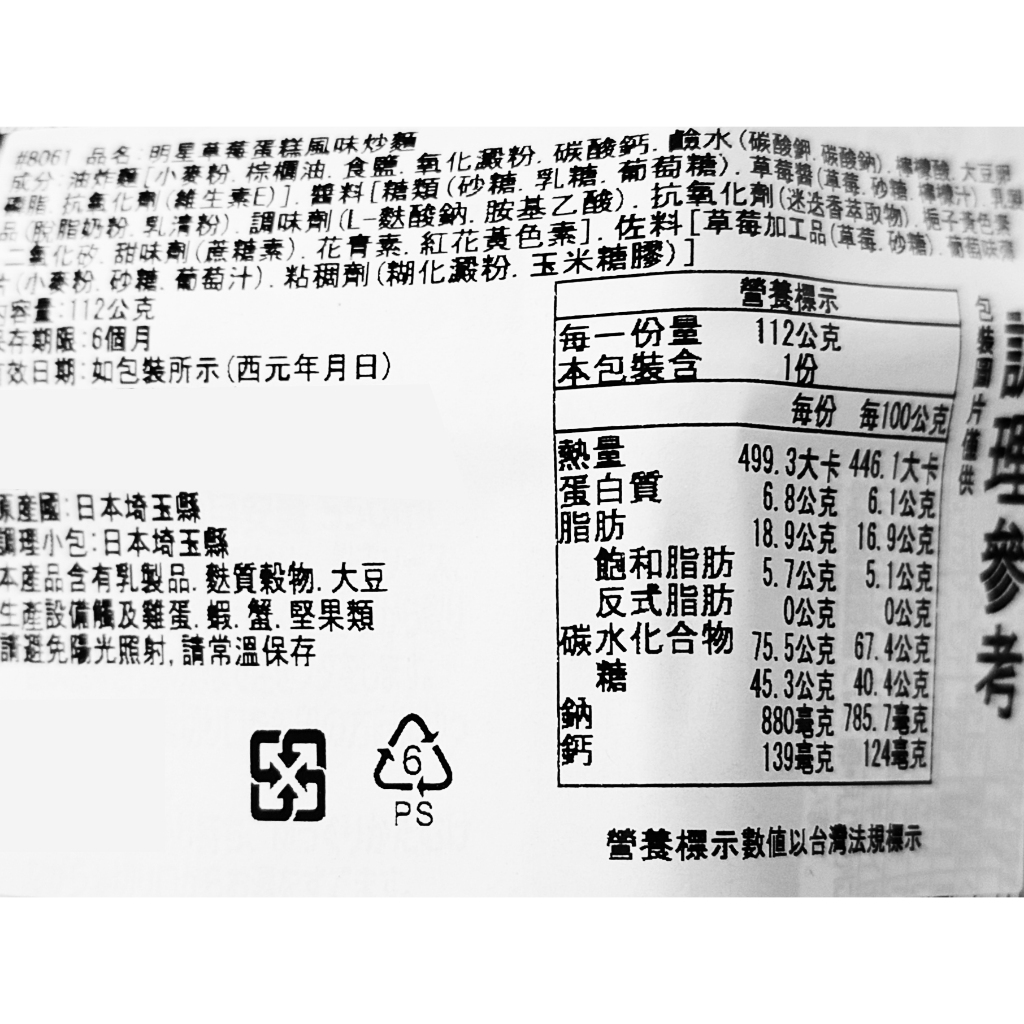 #8061 品名:明星草莓蛋糕風味炒麵
成分:油炸麵[小麥粉.棕櫚油.食鹽.氧化澱粉.碳酸鈣.鹼水(碳酸鉀.碳酸鈉).檸檬酸.大豆卵
磷脂.抗氧化劑(維生素E)].醬料[糖類(砂糖.乳糖.葡萄糖).草莓醬(草莓.砂糖.檸檬汁).乳製
品(脫脂奶粉.乳清粉).調味劑(L-麩酸鈉.胺基乙酸).抗氧化劑(迷迭香萃取物).梔子黃色素
二氧化矽.甜味劑(蔗糖素).花青素.紅花黃色素].佐料[草莓加工品(草莓.砂糖).葡萄味薄
片(小麥粉.砂糖.葡萄汁).粘稠劑(糊化澱粉.玉米糖膠)]
內容量:112公克
保存期限:6個月
有效日期:如包裝所示(西元年月日)
原產國:日本埼玉縣
調理小包:日本埼玉縣
本產品含有乳製品.麩質穀物.大豆
生產設備觸及雞蛋.蝦.蟹.堅果類
請避免陽光照射,請常溫保存
6
PS
營養標示
每一份量 112公克
本包裝含 1份
每份 每100公克
熱量 499.3大卡 446.1大卡
蛋白質 6.8公克 6.1公克
脂肪 18.9公克 16.9公克
飽和脂肪 5.7公克 5.1公克
反式脂肪 0公克 0公克
碳水化合物 75.5公克 67.4公克
糖 45.3公克 40.4公克
鈉 880毫克 785.7毫克
鈣 139毫克 124毫克
營養標示數值以台灣法規標示
包裝圖片僅供
調理參考